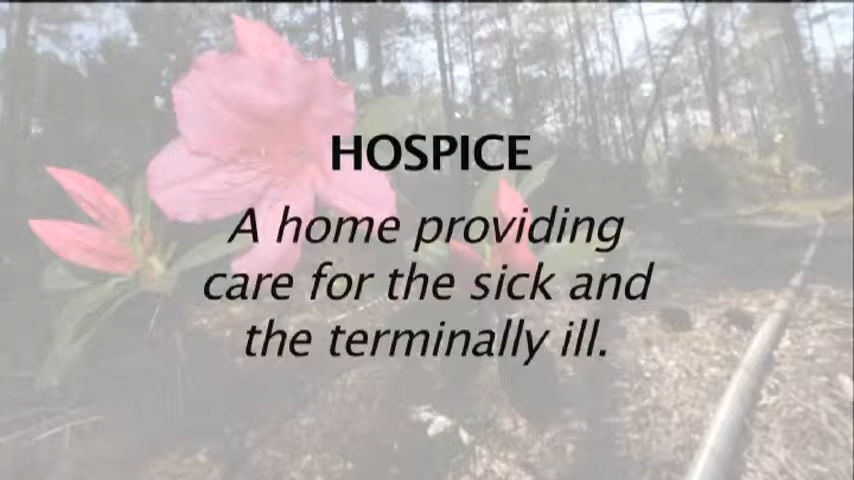 HOSPICE
A home providing
care for the sick and
the terminally ill.